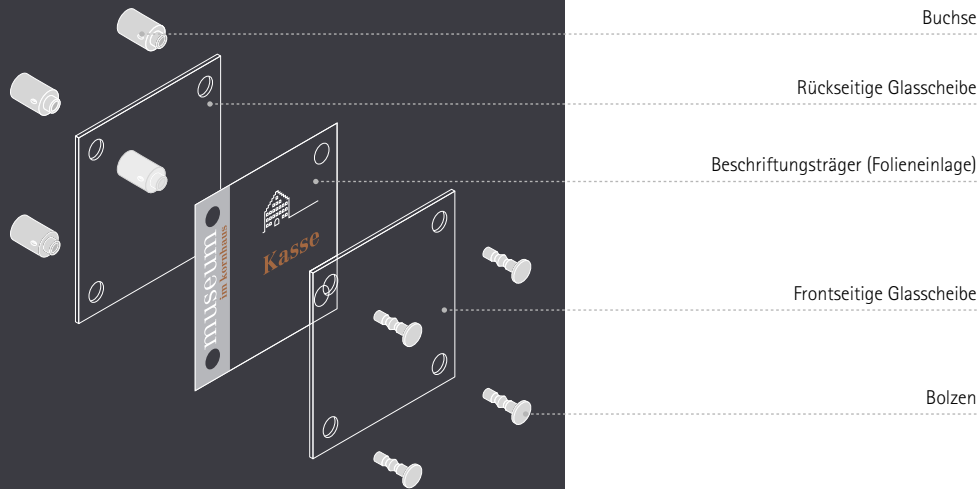 Buchse
Rückseitige Glasscheibe
Beschriftungsträger (Folieneinlage)
museum
im kornhaus
Kasse
Frontseitige Glasscheibe
Bolzen